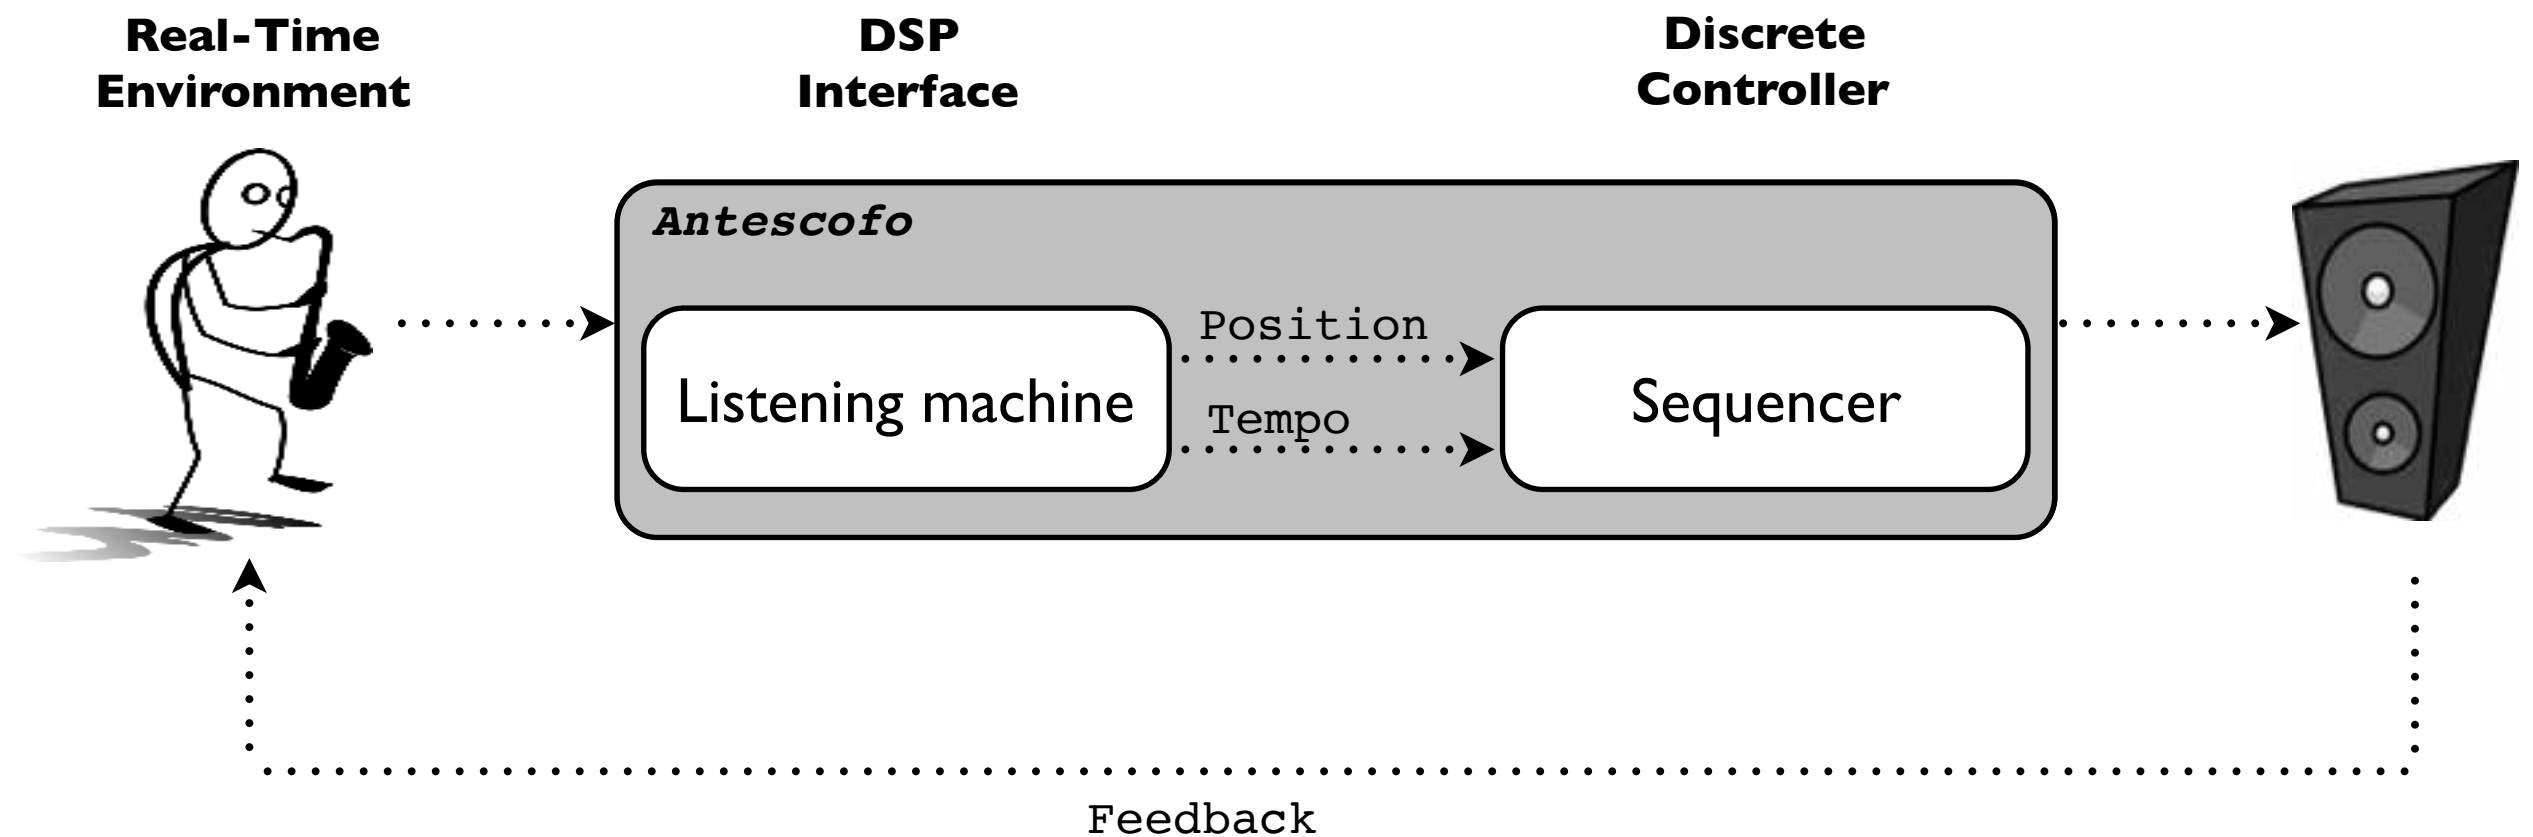 Real-Time
Environment
DSP
Interface
Discrete
Controller
Antescofo
Listening machine
Position
Tempo
Sequencer
Feedback